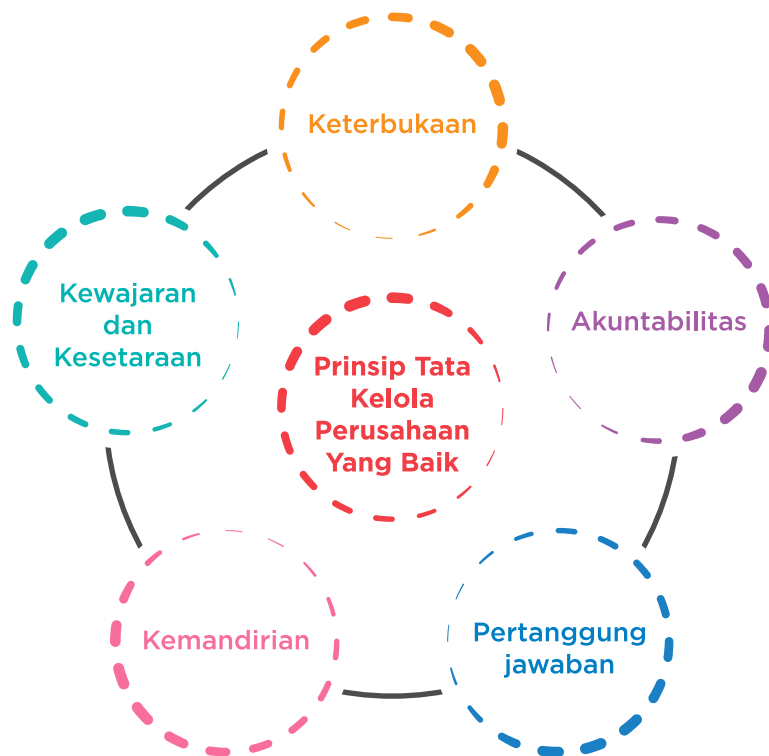 Keterbukaan
Akuntabilitas
Pertanggung
jawaban
Kemandirian
Kewajaran
dan
Kesetaraan
Prinsip Tata
Kelola
Perusahaan
Yang Baik